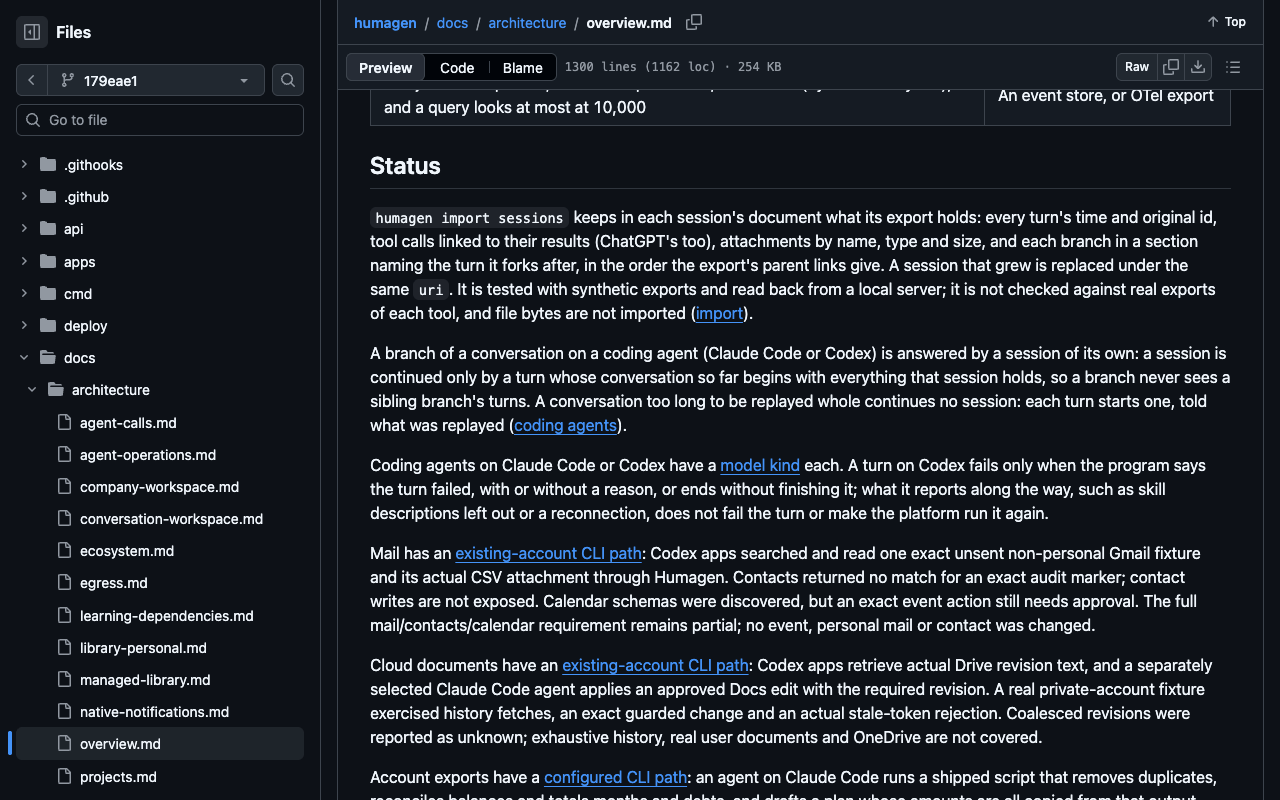 Files
179eae1
Go to file
.githooks
.github
api
apps
cmd
deploy
docs
architecture
agent-calls.md
agent-operations.md
company-workspace.md
conversation-workspace.md
ecosystem.md
egress.md
learning-dependencies.md
library-personal.md
managed-library.md
native-notifications.md
overview.md
projects.md
humagen / docs / architecture / overview.md
Top
Preview Code Blame 1300 lines (1162 loc) · 254 KB Raw
and a query looks at most at 10,000
An event store, or OTel export
Status
humagen import sessions keeps in each session's document what its export holds: every turn's time and original id,
tool calls linked to their results (ChatGPT's too), attachments by name, type and size, and each branch in a section
naming the turn it forks after, in the order the export's parent links give. A session that grew is replaced under the
same uri. It is tested with synthetic exports and read back from a local server; it is not checked against real exports
of each tool, and file bytes are not imported (import).
A branch of a conversation on a coding agent (Claude Code or Codex) is answered by a session of its own: a session is
continued only by a turn whose conversation so far begins with everything that session holds, so a branch never sees a
sibling branch's turns. A conversation too long to be replayed whole continues no session: each turn starts one, told
what was replayed (coding agents).
Coding agents on Claude Code or Codex have a model kind each. A turn on Codex fails only when the program says
the turn failed, with or without a reason, or ends without finishing it; what it reports along the way, such as skill
descriptions left out or a reconnection, does not fail the turn or make the platform run it again.
Mail has an existing-account CLI path: Codex apps searched and read one exact unsent non-personal Gmail fixture
and its actual CSV attachment through Humagen. Contacts returned no match for an exact audit marker; contact
writes are not exposed. Calendar schemas were discovered, but an exact event action still needs approval. The full
mail/contacts/calendar requirement remains partial; no event, personal mail or contact was changed.
Cloud documents have an existing-account CLI path: Codex apps retrieve actual Drive revision text, and a separately
selected Claude Code agent applies an approved Docs edit with the required revision. A real private-account fixture
exercised history fetches, an exact guarded change and an actual stale-token rejection. Coalesced revisions were
reported as unknown; exhaustive history, real user documents and OneDrive are not covered.
Account exports have a configured CLI path: an agent on Claude Code runs a shipped script that removes duplicates,